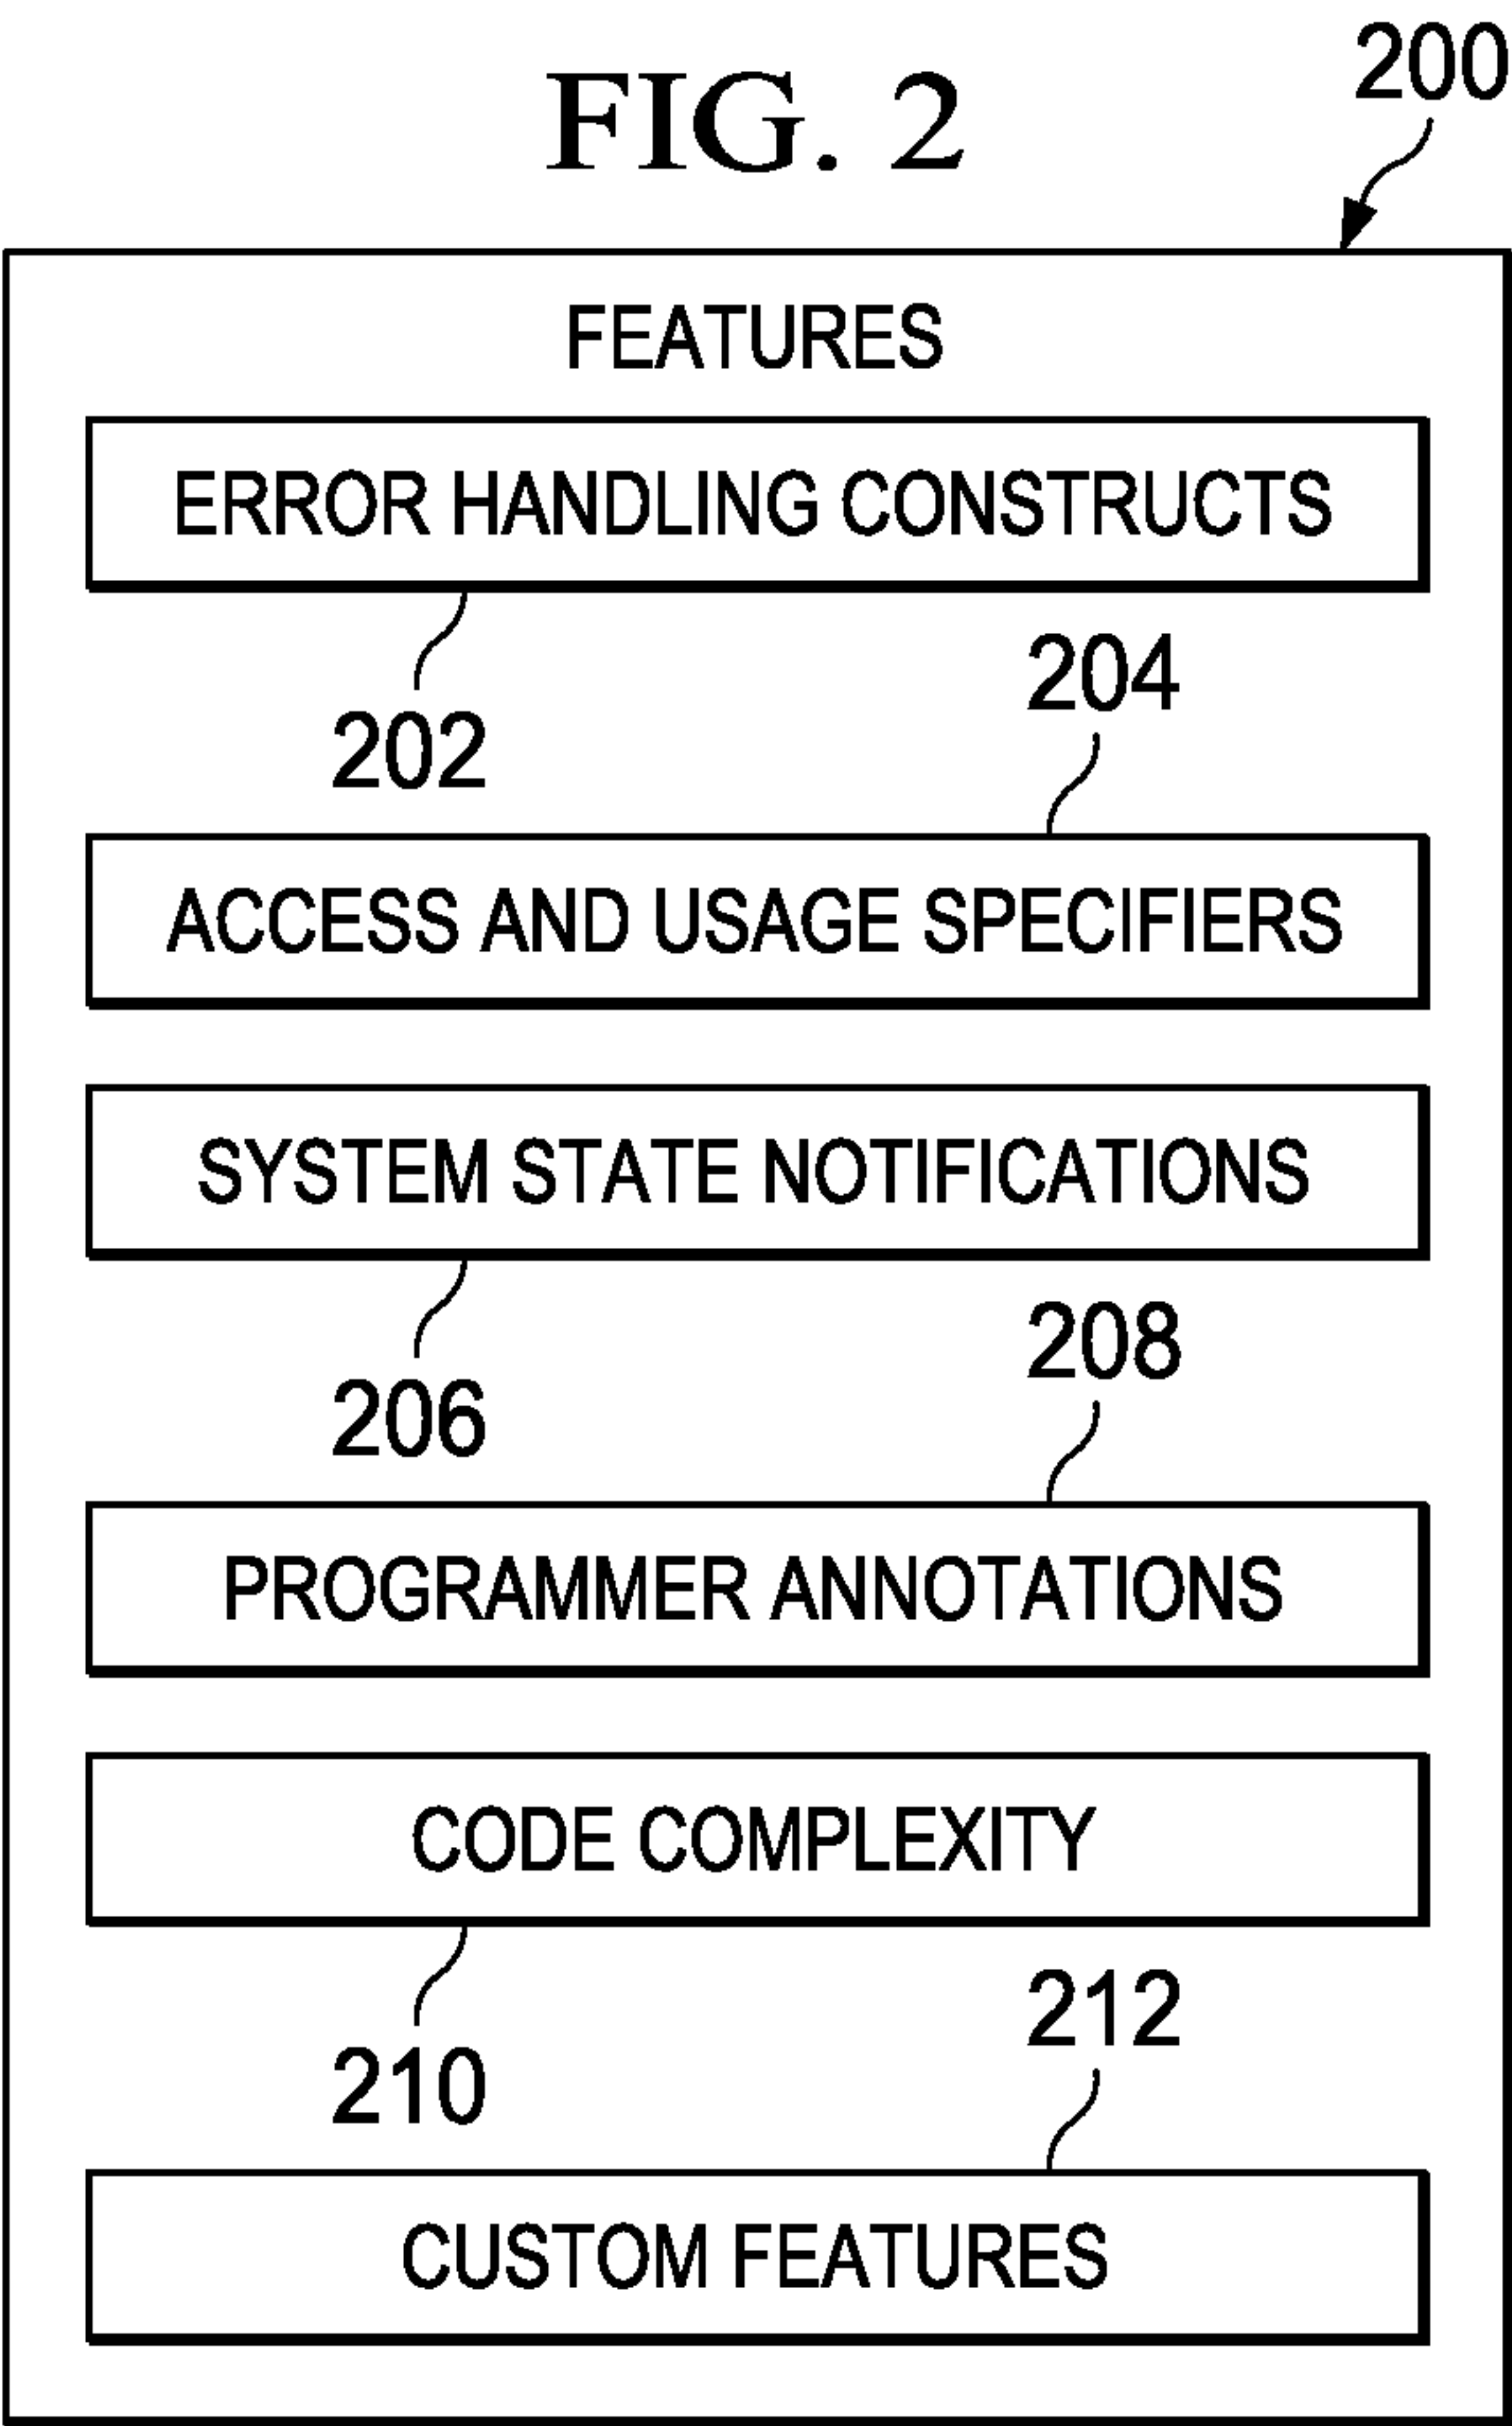 200
FIG. 2
FEATURES
ERROR HANDLING CONSTRUCTS
202
204
ACCESS AND USAGE SPECIFIERS
SYSTEM STATE NOTIFICATIONS
206
208
PROGRAMMER ANNOTATIONS
CODE COMPLEXITY
210
212
CUSTOM FEATURES